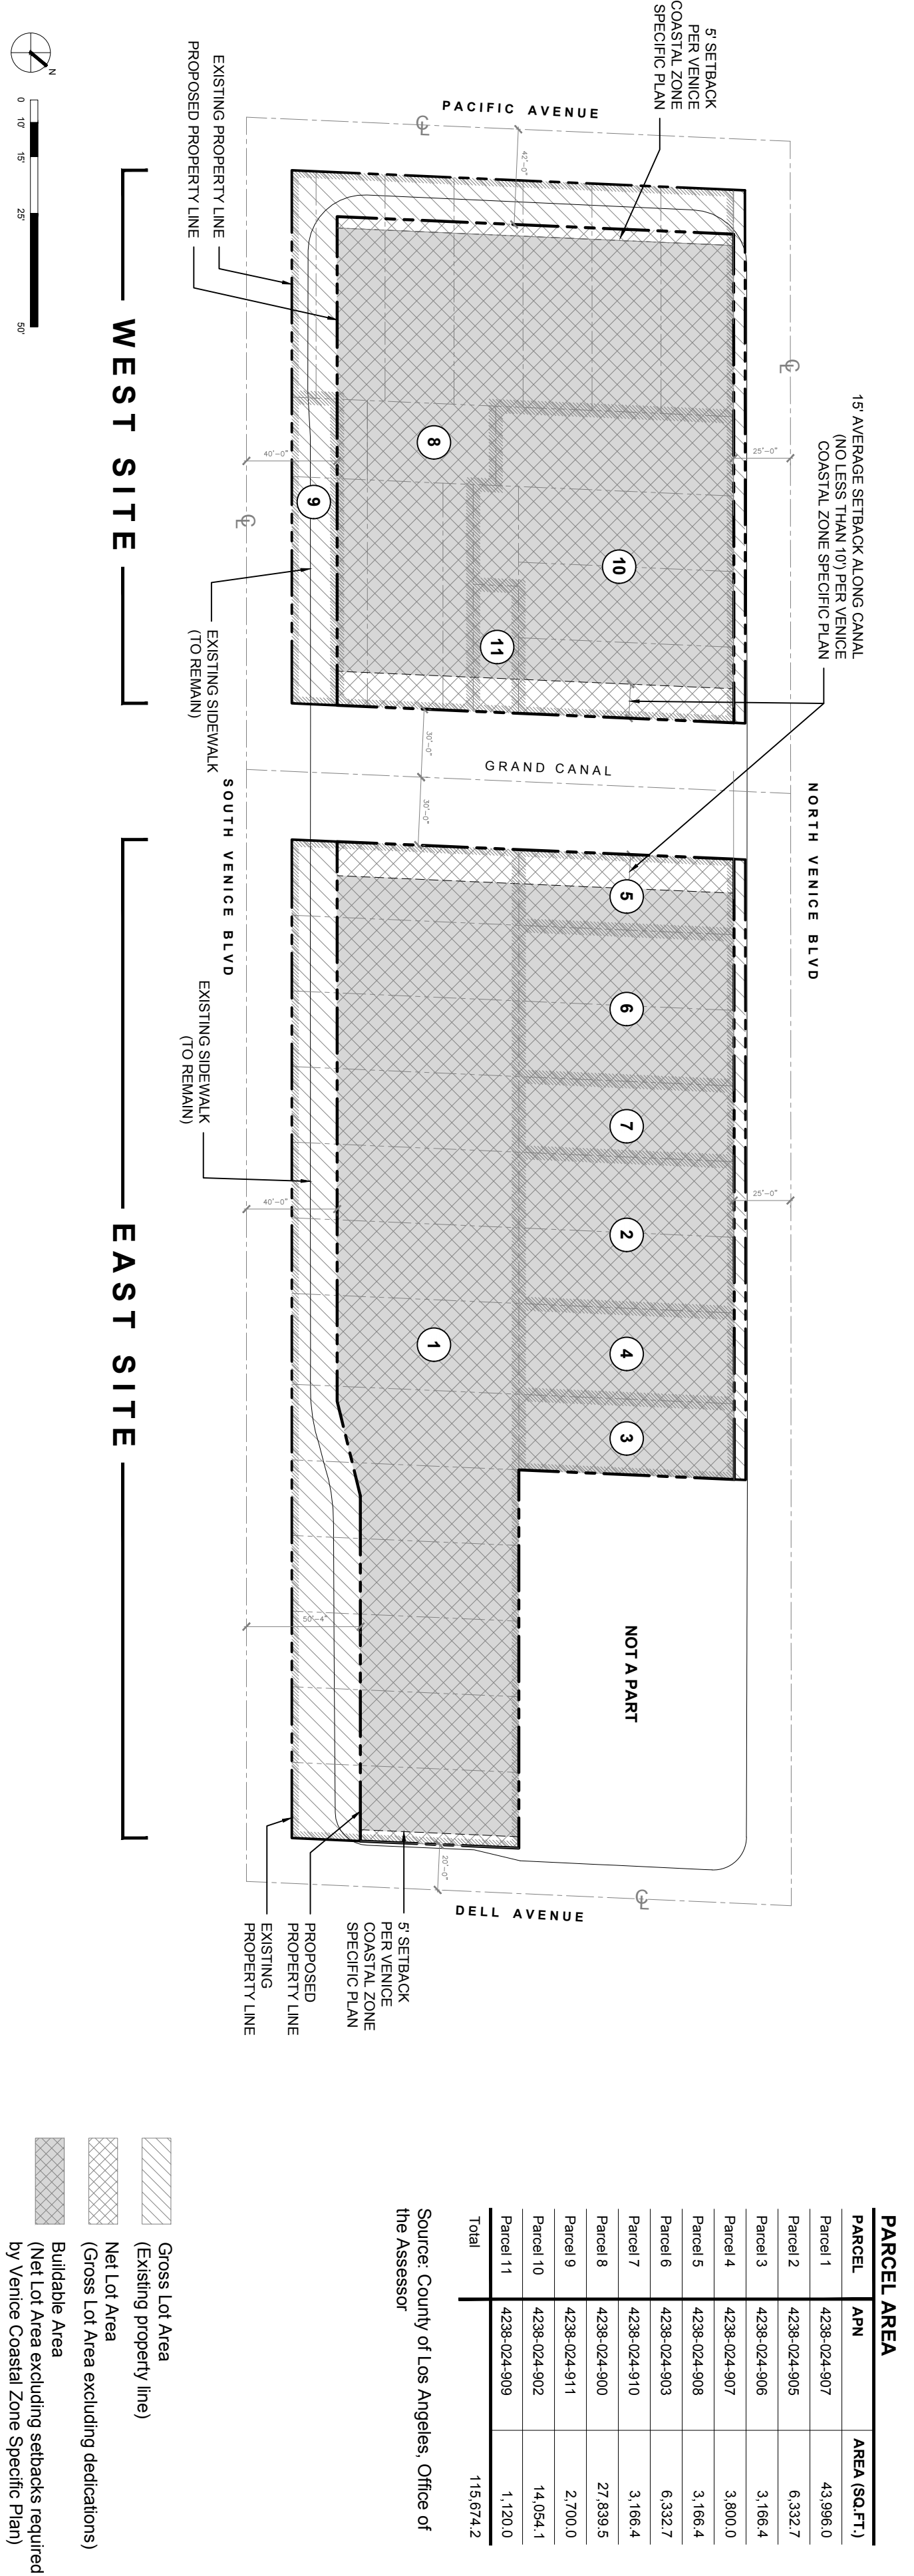 5' SETBACK
PER VENICE
COASTAL ZONE
SPECIFIC PLAN
PACIFIC AVENUE
42'-0"
EXISTING PROPERTY LINE
PROPOSED PROPERTY LINE
N
0 10' 15' 25' 50'
WEST SITE
15' AVERAGE SETBACK ALONG CANAL
(NO LESS THAN 10') PER VENICE
COASTAL ZONE SPECIFIC PLAN
25'-0"
40'-0"
8
9
10
11
EXISTING SIDEWALK
(TO REMAIN)
30'-0"
GRAND CANAL
30'-0"
SOUTH VENICE BLVD
NORTH VENICE BLVD
EXISTING SIDEWALK
(TO REMAIN)
5
6
7
2
4
3
1
25'-0"
40'-0"
EAST SITE
NOT A PART
50'-4"
20'-0"
DELL AVENUE
5' SETBACK
PER VENICE
COASTAL ZONE
SPECIFIC PLAN
PROPOSED
PROPERTY LINE
EXISTING
PROPERTY LINE
PARCEL AREA
PARCEL APN AREA (SQ.FT.)
Parcel 1 4238-024-907 43,996.0
Parcel 2 4238-024-905 6,332.7
Parcel 3 4238-024-906 3,166.4
Parcel 4 4238-024-907 3,800.0
Parcel 5 4238-024-908 3,166.4
Parcel 6 4238-024-903 6,332.7
Parcel 7 4238-024-910 3,166.4
Parcel 8 4238-024-900 27,839.5
Parcel 9 4238-024-911 2,700.0
Parcel 10 4238-024-902 14,054.1
Parcel 11 4238-024-909 1,120.0
Total 115,674.2
Source: County of Los Angeles, Office of
the Assessor
Gross Lot Area
(Existing property line)
Net Lot Area
(Gross Lot Area excluding dedications)
Buildable Area
(Net Lot Area excluding setbacks required
by Venice Coastal Zone Specific Plan)